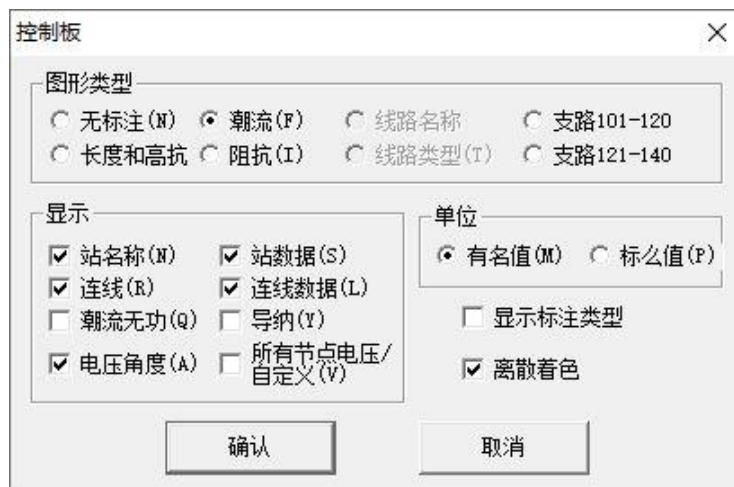 控制板
图形类型
无标注(N) 潮流(F) 线路名称 支路101-120
长度和高抗 阻抗(I) 线路类型(T) 支路121-140
显示
站名称(N) 站数据(S)
连线(R) 连线数据(L)
潮流无功(Q) 导纳(Y)
电压角度(A) 所有节点电压/
自定义(V)
单位
有名值(M) 标么值(P)
显示标注类型
离散着色
确认 取消